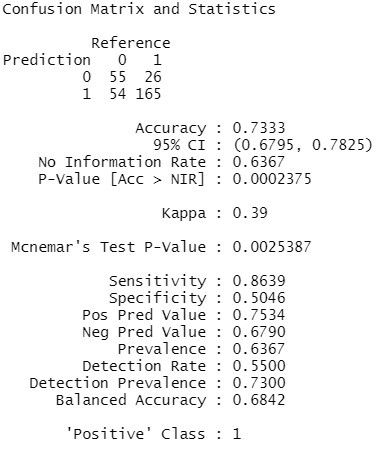 Confusion Matrix and Statistics
Reference
Prediction 0 1
0 55 26
1 54 165
Accuracy : 0.7333
95% CI : (0.6795, 0.7825)
No Information Rate : 0.6367
P-Value [Acc > NIR] : 0.0002375
Kappa : 0.39
Mcnemar's Test P-Value : 0.0025387
Sensitivity : 0.8639
Specificity : 0.5046
Pos Pred Value : 0.7534
Neg Pred Value : 0.6790
Prevalence : 0.6367
Detection Rate : 0.5500
Detection Prevalence : 0.7300
Balanced Accuracy : 0.6842
'Positive' Class : 1